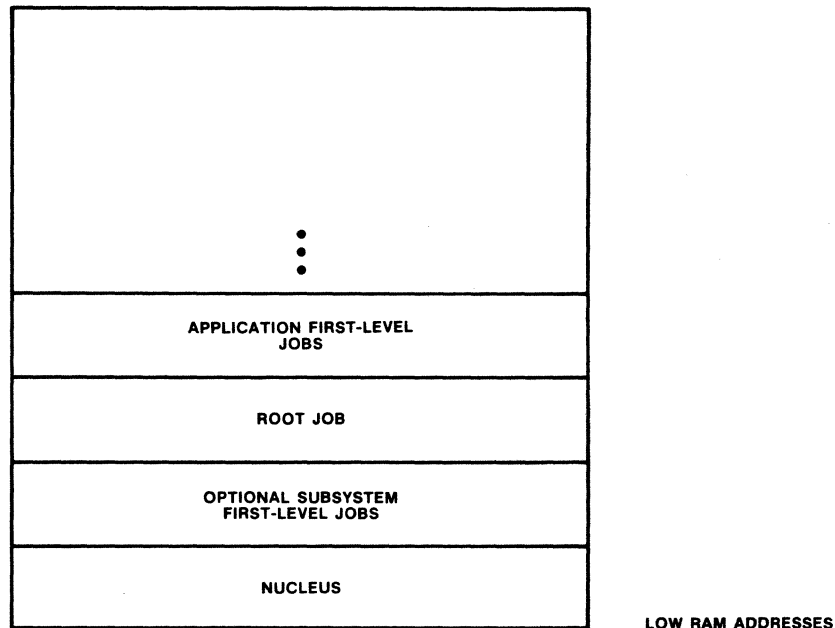 APPLICATION FIRST-LEVEL
JOBS
ROOT JOB
OPTIONAL SUBSYSTEM
FIRST-LEVEL JOBS
NUCLEUS
LOW RAM ADDRESSES